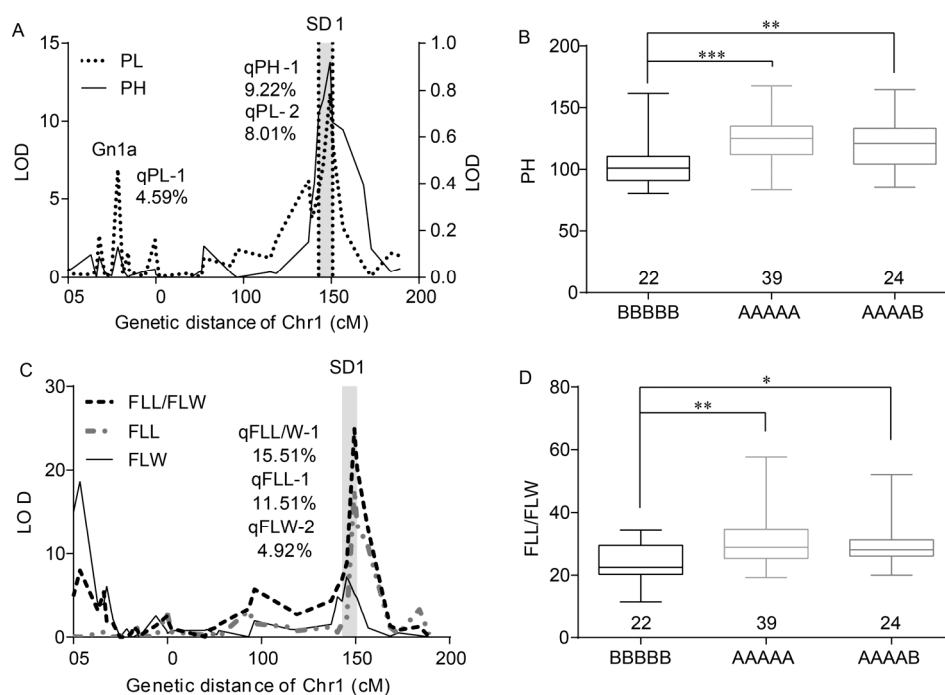 A
SD1
15
10
5
0
LOD
PL
PH
Gn1a
qPL-1
4.59%
qPH-1
9.22%
qPL-2
8.01%
1.0
0.8
0.6
0.4
0.2
0.0
LOD
05 0 100 150 200
Genetic distance of Chr1 (cM)
B
200
150
100
50
0
PH
**
***
22 39 24
BBBBB AAAAA AAAAB
C
SD1
30
20
10
0
LOD
FLL/FLW
FLL
FLW
qFLL/W-1
15.51%
qFLL-1
11.51%
qFLW-2
4.92%
05 0 100 150 200
Genetic distance of Chr1 (cM)
D
80
60
40
20
0
FLL/FLW
*
**
22 39 24
BBBBB AAAAA AAAAB